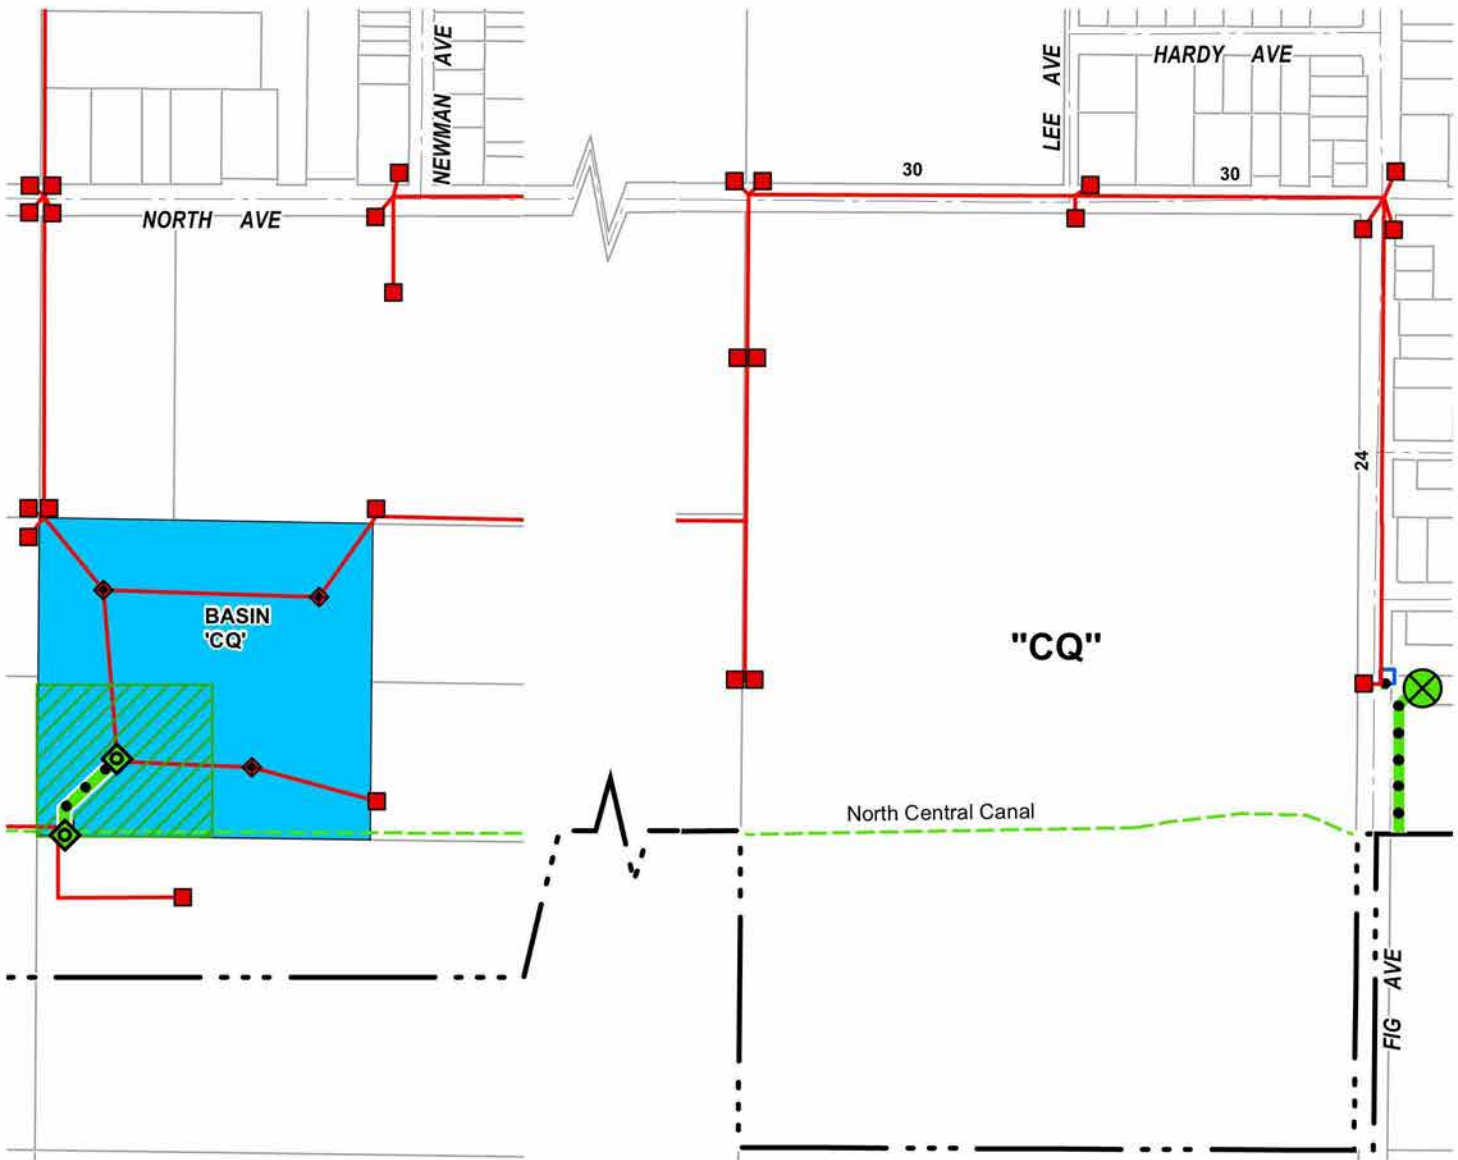 NEWMAN AVE
LEE AVE
HARDY AVE
30
30
NORTH AVE
24
BASIN
'CQ'
"CQ"
North Central Canal
FIG AVE